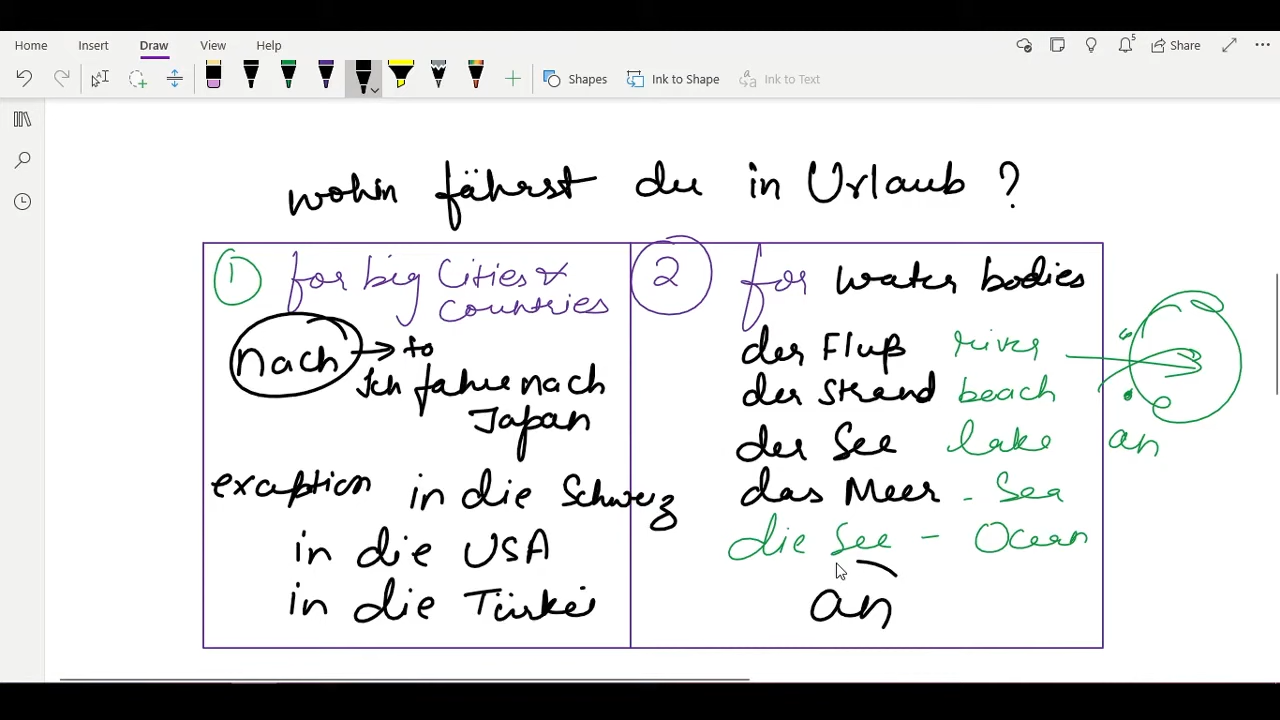 Home Insert Draw View Help
5 Share
Shapes Ink to Shape Ink to Text
wohin fährst du in Urlaub ?
1 for big Cities &
Countries
nach → to
Ich fahre nach
Japan
exaption in die Schweiz
in die USA
in die Türkei
2 for water bodies
der Fluß river
der Strand beach
der See lake
das Meer - Sea
die See - Ocean
an
an